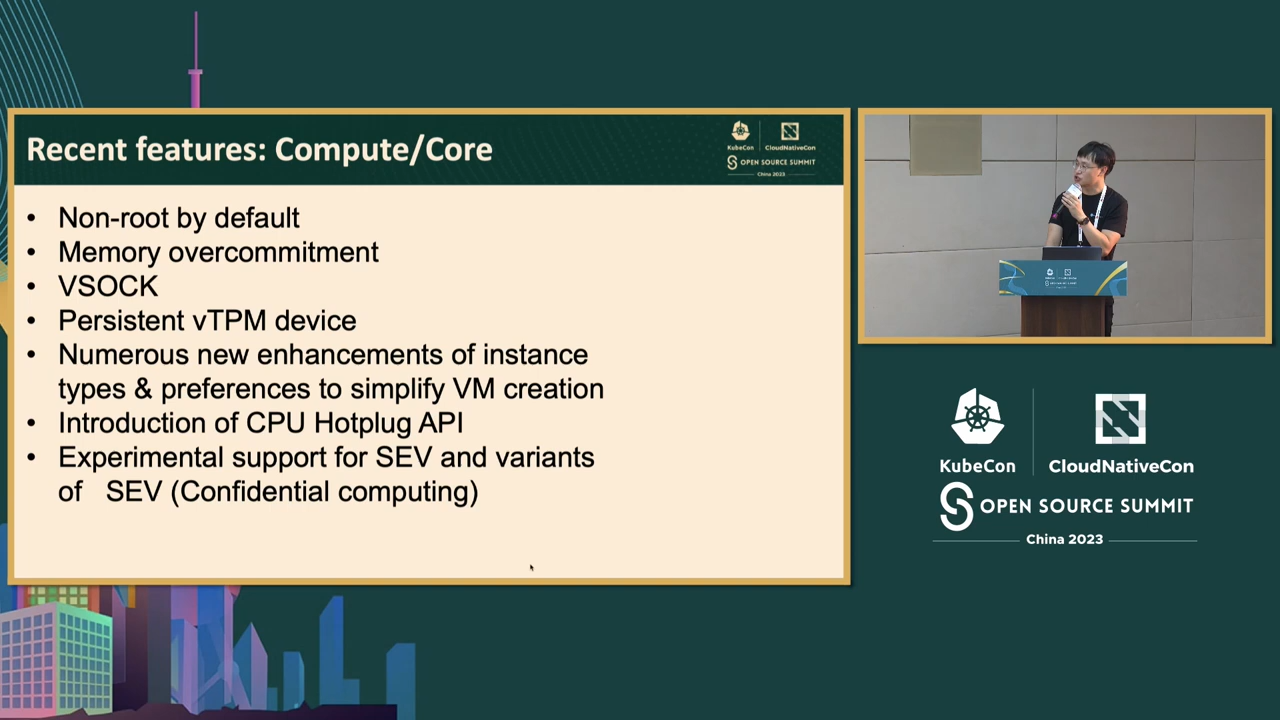 Recent features: Compute/Core
KubeCon
CloudNativeCon
OPEN SOURCE SUMMIT
China 2023
• Non-root by default
• Memory overcommitment
• VSOCK
• Persistent vTPM device
• Numerous new enhancements of instance
types & preferences to simplify VM creation
• Introduction of CPU Hotplug API
• Experimental support for SEV and variants
of SEV (Confidential computing)
KubeCon
CloudNativeCon
OPEN SOURCE SUMMIT
China 2023